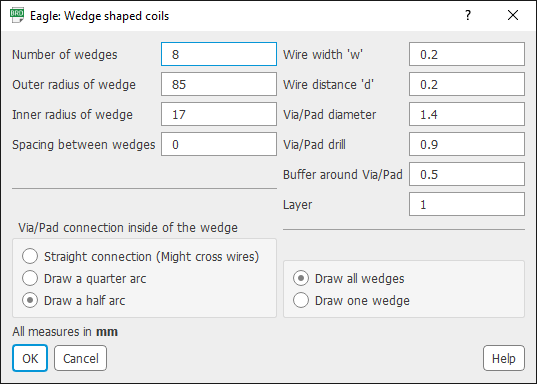 BRD
Eagle: Wedge shaped coils
Number of wedges 8
Outer radius of wedge 85
Inner radius of wedge 17
Spacing between wedges 0
Via/Pad connection inside of the wedge
Straight connection (Might cross wires)
Draw a quarter arc
Draw a half arc
Wire width 'w' 0.2
Wire distance 'd' 0.2
Via/Pad diameter 1.4
Via/Pad drill 0.9
Buffer around Via/Pad 0.5
Layer 1
Draw all wedges
Draw one wedge
All measures in mm
OK Cancel Help